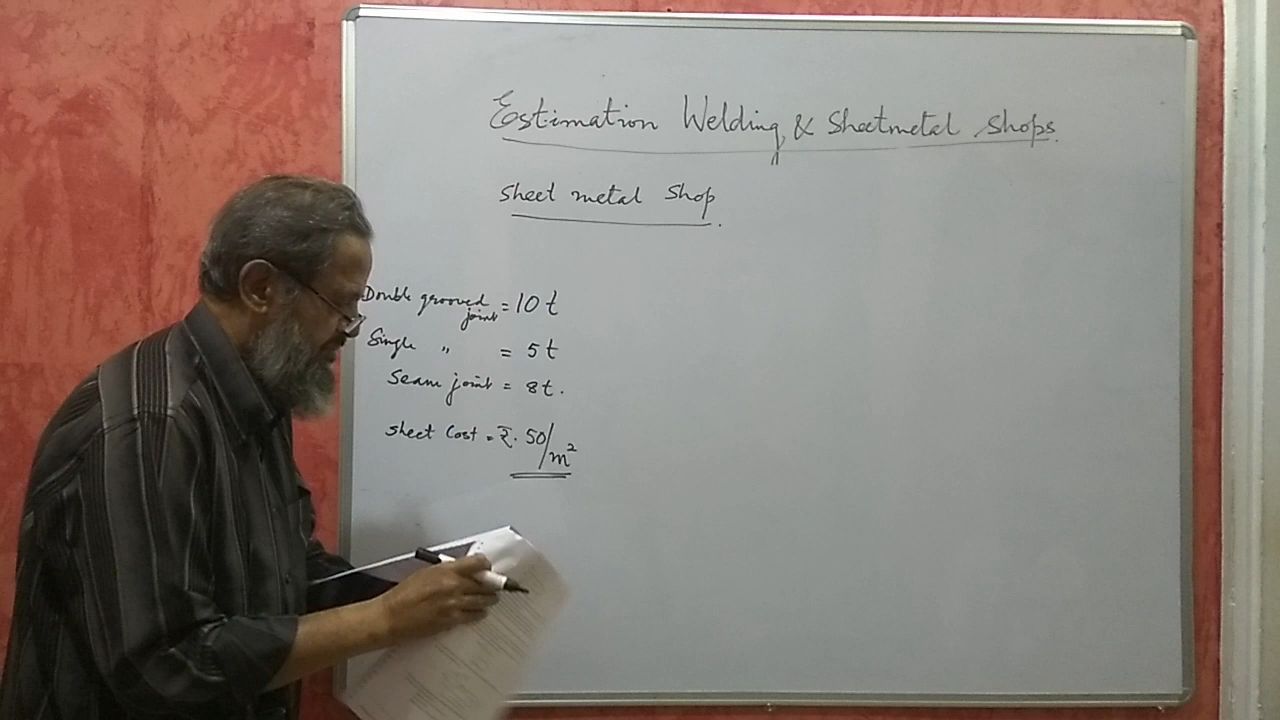 Estimation Welding & Sheetmetal Shops.
Sheet metal Shop.
Double grooved joint = 10 t
Single " = 5 t
Seam joint = 8 t.
Sheet Cost = ₹. 50/m²